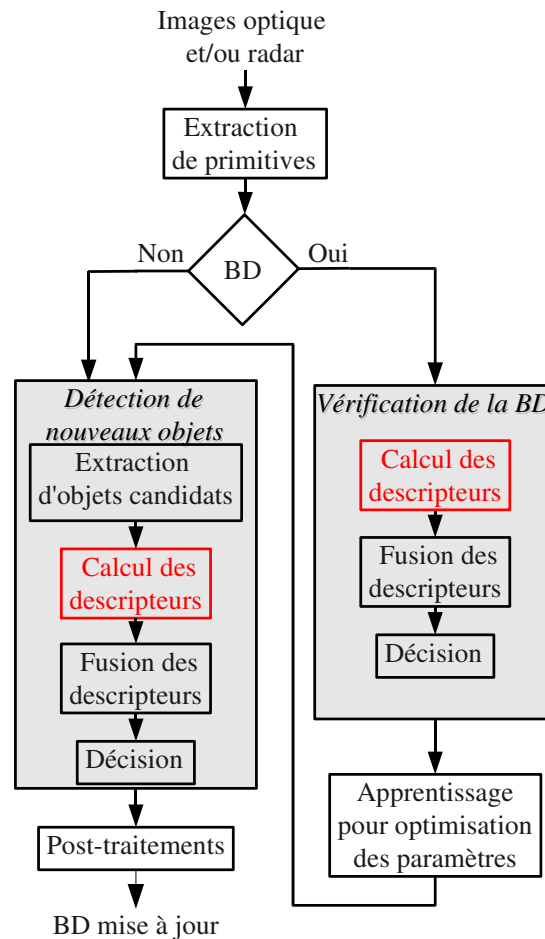 Images optique
et/ou radar
Extraction
de primitives
Non
BD
Oui
Détection de
nouveaux objets
Extraction
d'objets candidats
Calcul des
descripteurs
Fusion des
descripteurs
Décision
Post-traitements
BD mise à jour
Vérification de la BD
Calcul des
descripteurs
Fusion des
descripteurs
Décision
Apprentissage
pour optimisation
des paramètres